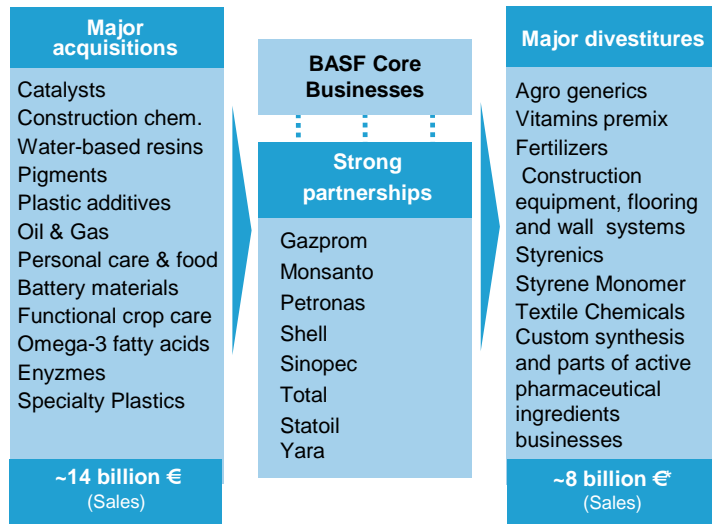 Major
acquisitions
Catalysts
Construction chem.
Water-based resins
Pigments
Plastic additives
Oil & Gas
Personal care & food
Battery materials
Functional crop care
Omega-3 fatty acids
Enyzmes
Specialty Plastics
~14 billion €
(Sales)
BASF Core
Businesses
Strong
partnerships
Gazprom
Monsanto
Petronas
Shell
Sinopec
Total
Statoil
Yara
Major divestitures
Agro generics
Vitamins premix
Fertilizers
Construction
equipment, flooring
and wall systems
Styrenics
Styrene Monomer
Textile Chemicals
Custom synthesis
and parts of active
pharmaceutical
ingredients
businesses
~8 billion €*
(Sales)